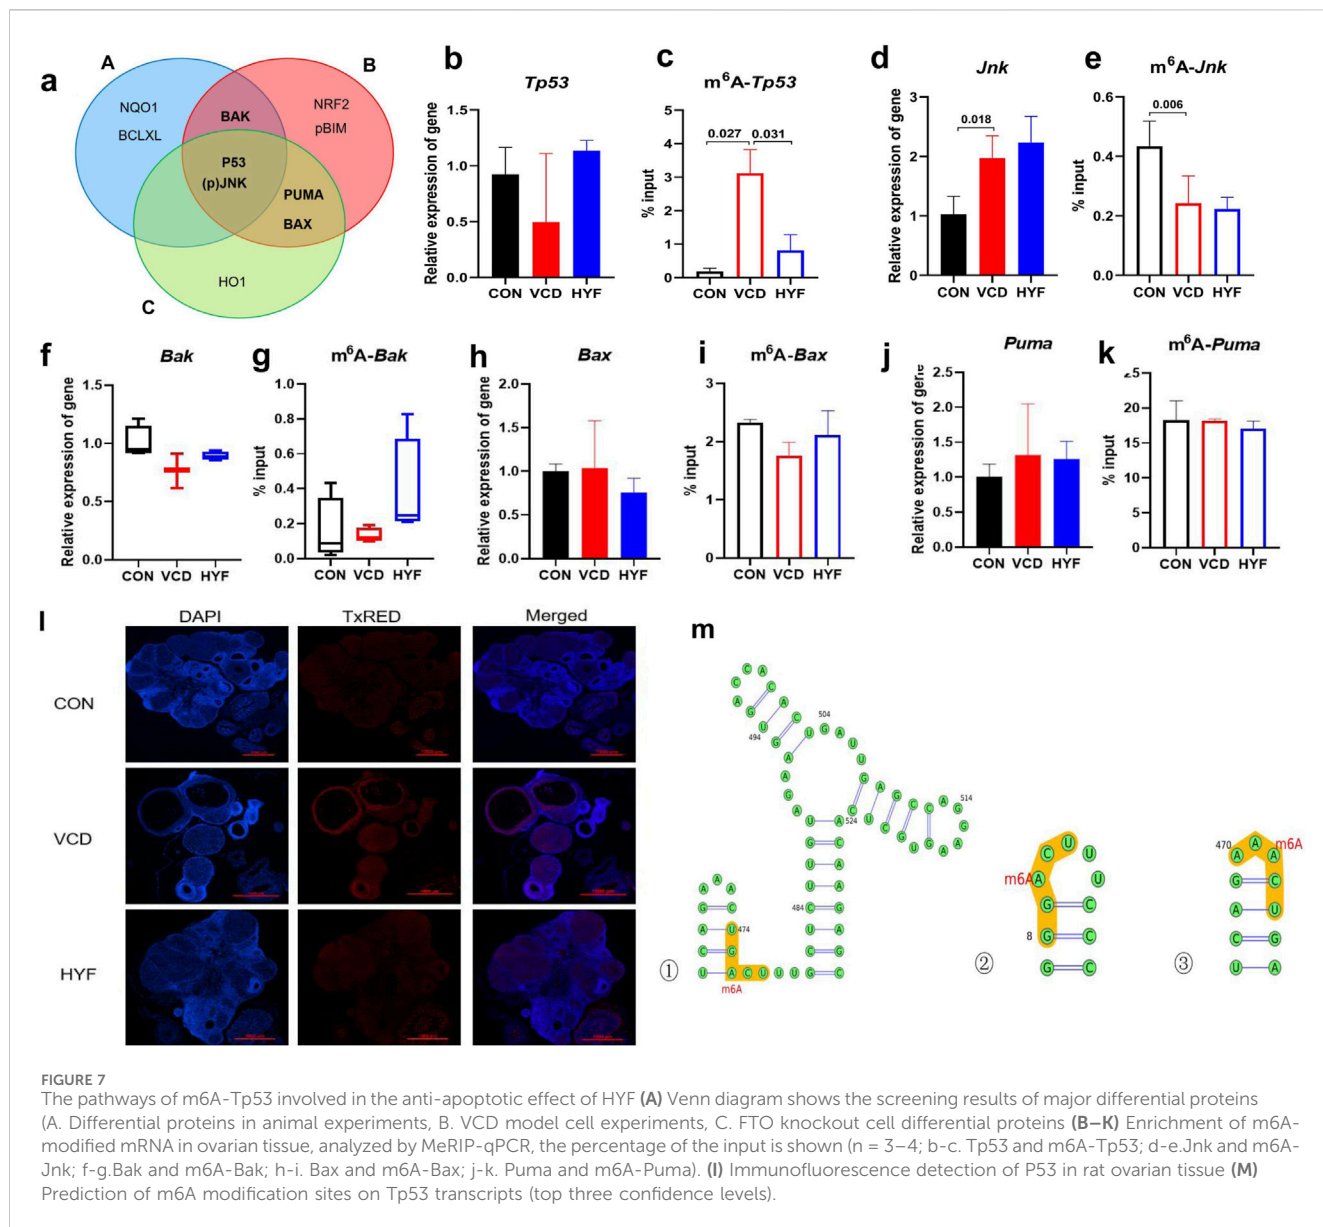 a
A
B
NQO1
BCLXL
BAK
NRF2
pBIM
P53
(p)JNK
PUMA
BAX
HO1
C
b
Tp53
Relative expression of gene
1.5
1.0
0.5
0.0
CON VCD HYF
c
m⁶A-Tp53
% input
5
4
3
2
1
0
0.027 0.031
CON VCD HYF
d
Jnk
Relative expression of gene
3
2
1
0
0.018
CON VCD HYF
e
m⁶A-Jnk
% input
0.6
0.4
0.2
0.0
0.006
CON VCD HYF
f
Bak
Relative expression of gene
1.5
1.0
0.5
0.0
CON VCD HYF
g
m⁶A-Bak
% input
1.0
0.8
0.6
0.4
0.2
0.0
CON VCD HYF
h
Bax
Relative expression of gene
2.0
1.5
1.0
0.5
0.0
CON VCD HYF
i
m⁶A-Bax
% input
3
2
1
0
CON VCD HYF
j
Puma
Relative expression of gene
2.5
2.0
1.5
1.0
0.5
0.0
CON VCD HYF
k
m⁶A-Puma
% input
25
20
15
10
5
0
CON VCD HYF
l
DAPI TxRED Merged
CON
VCD
HYF
m
494
504
514
524
484
474
m6A
①
m6A
8
②
470
m6A
③
FIGURE 7
The pathways of m6A-Tp53 involved in the anti-apoptotic effect of HYF (A) Venn diagram shows the screening results of major differential proteins
(A. Differential proteins in animal experiments, B. VCD model cell experiments, C. FTO knockout cell differential proteins (B–K) Enrichment of m6A-
modified mRNA in ovarian tissue, analyzed by MeRIP-qPCR, the percentage of the input is shown (n = 3–4; b-c. Tp53 and m6A-Tp53; d-e.Jnk and m6A-
Jnk; f-g.Bak and m6A-Bak; h-i. Bax and m6A-Bax; j-k. Puma and m6A-Puma). (I) Immunofluorescence detection of P53 in rat ovarian tissue (M)
Prediction of m6A modification sites on Tp53 transcripts (top three confidence levels).